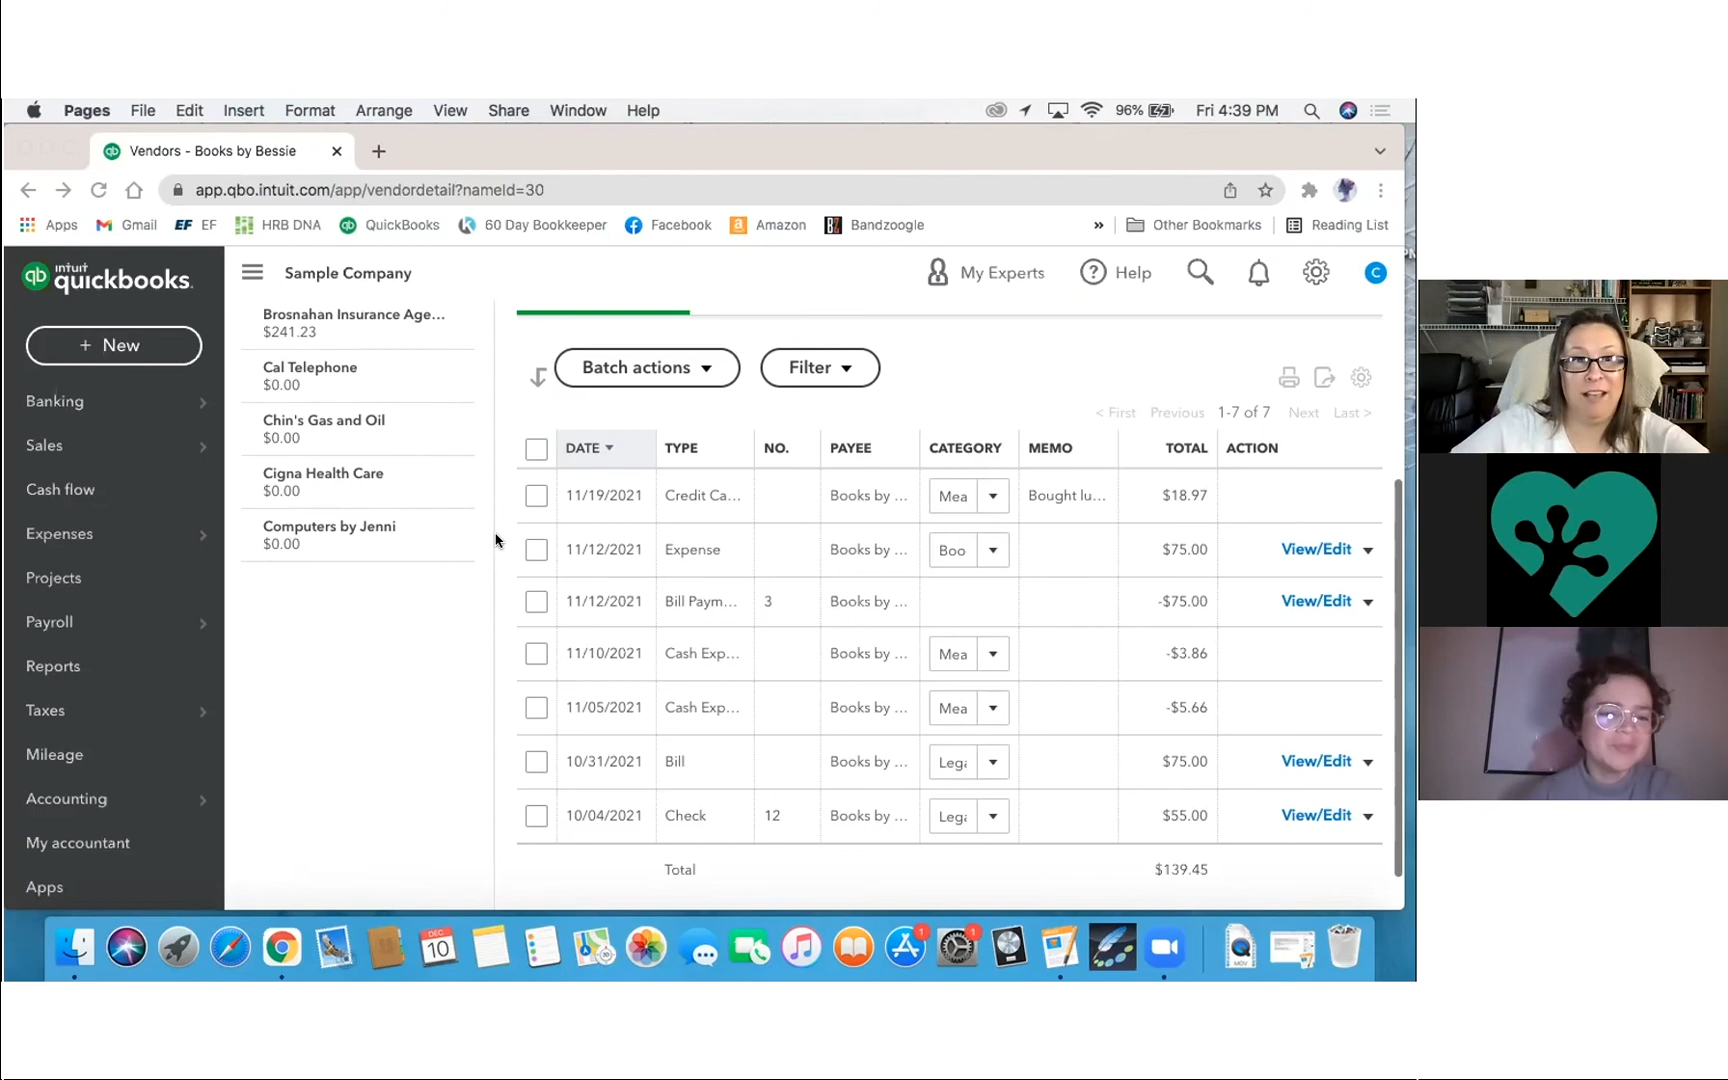 Pages File Edit Insert Format Arrange View Share Window Help 96% Fri 4:39 PM
Vendors - Books by Bessie
app.qbo.intuit.com/app/vendordetail?nameId=30
Apps Gmail EF EF HRB DNA QuickBooks 60 Day Bookkeeper Facebook Amazon Bandzoogle » Other Bookmarks Reading List
qb intuit quickbooks.
Sample Company My Experts Help C
+ New
Banking
Sales
Cash flow
Expenses
Projects
Payroll
Reports
Taxes
Mileage
Accounting
My accountant
Apps
Brosnahan Insurance Age...
$241.23
Cal Telephone
$0.00
Chin's Gas and Oil
$0.00
Cigna Health Care
$0.00
Computers by Jenni
$0.00
Batch actions Filter
< First Previous 1-7 of 7 Next Last >
DATE TYPE NO. PAYEE CATEGORY MEMO TOTAL ACTION
11/19/2021 Credit Ca... Books by ... Mea Bought lu... $18.97
11/12/2021 Expense Books by ... Boo $75.00 View/Edit
11/12/2021 Bill Paym... 3 Books by ... -$75.00 View/Edit
11/10/2021 Cash Exp... Books by ... Mea -$3.86
11/05/2021 Cash Exp... Books by ... Mea -$5.66
10/31/2021 Bill Books by ... Lega $75.00 View/Edit
10/04/2021 Check 12 Books by ... Lega $55.00 View/Edit
Total $139.45
DEC
10
1
1
MOV